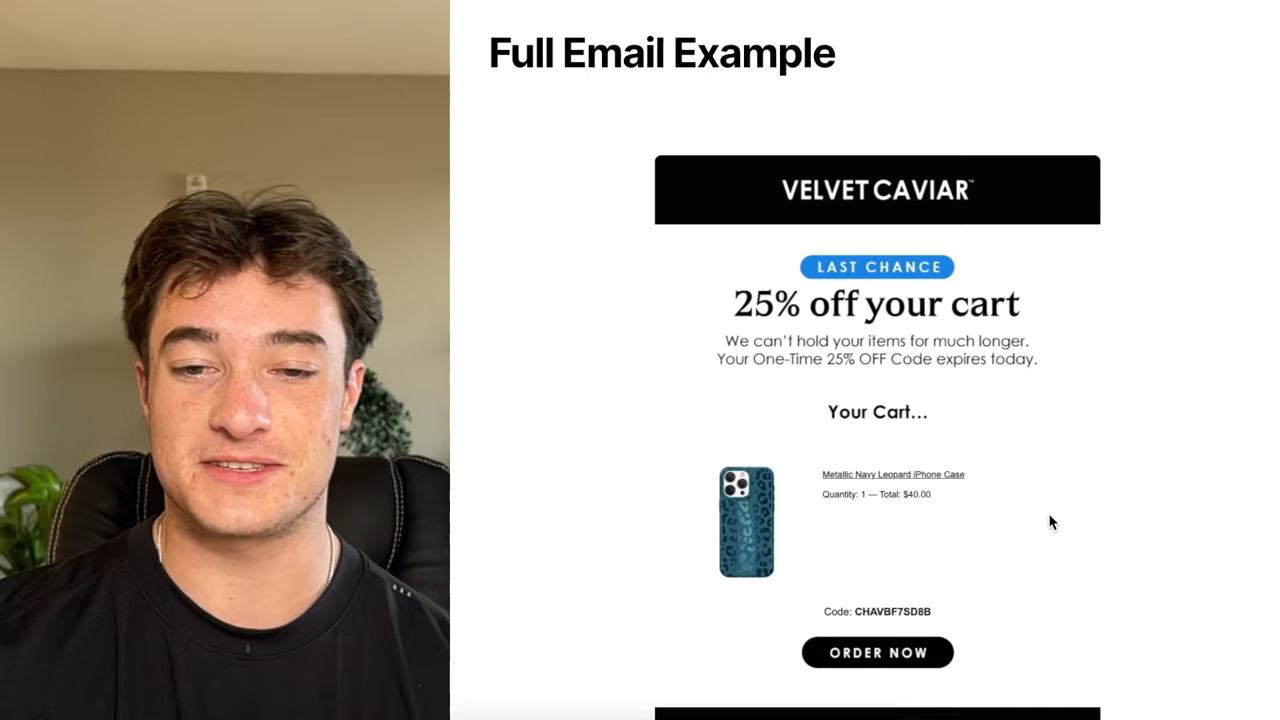 Full Email Example
VELVET CAVIAR™
LAST CHANCE
25% off your cart
We can't hold your items for much longer.
Your One-Time 25% OFF Code expires today.
Your Cart...
Metallic Navy Leopard iPhone Case
Quantity: 1 — Total: $40.00
Code: CHAVBF7SD8B
ORDER NOW